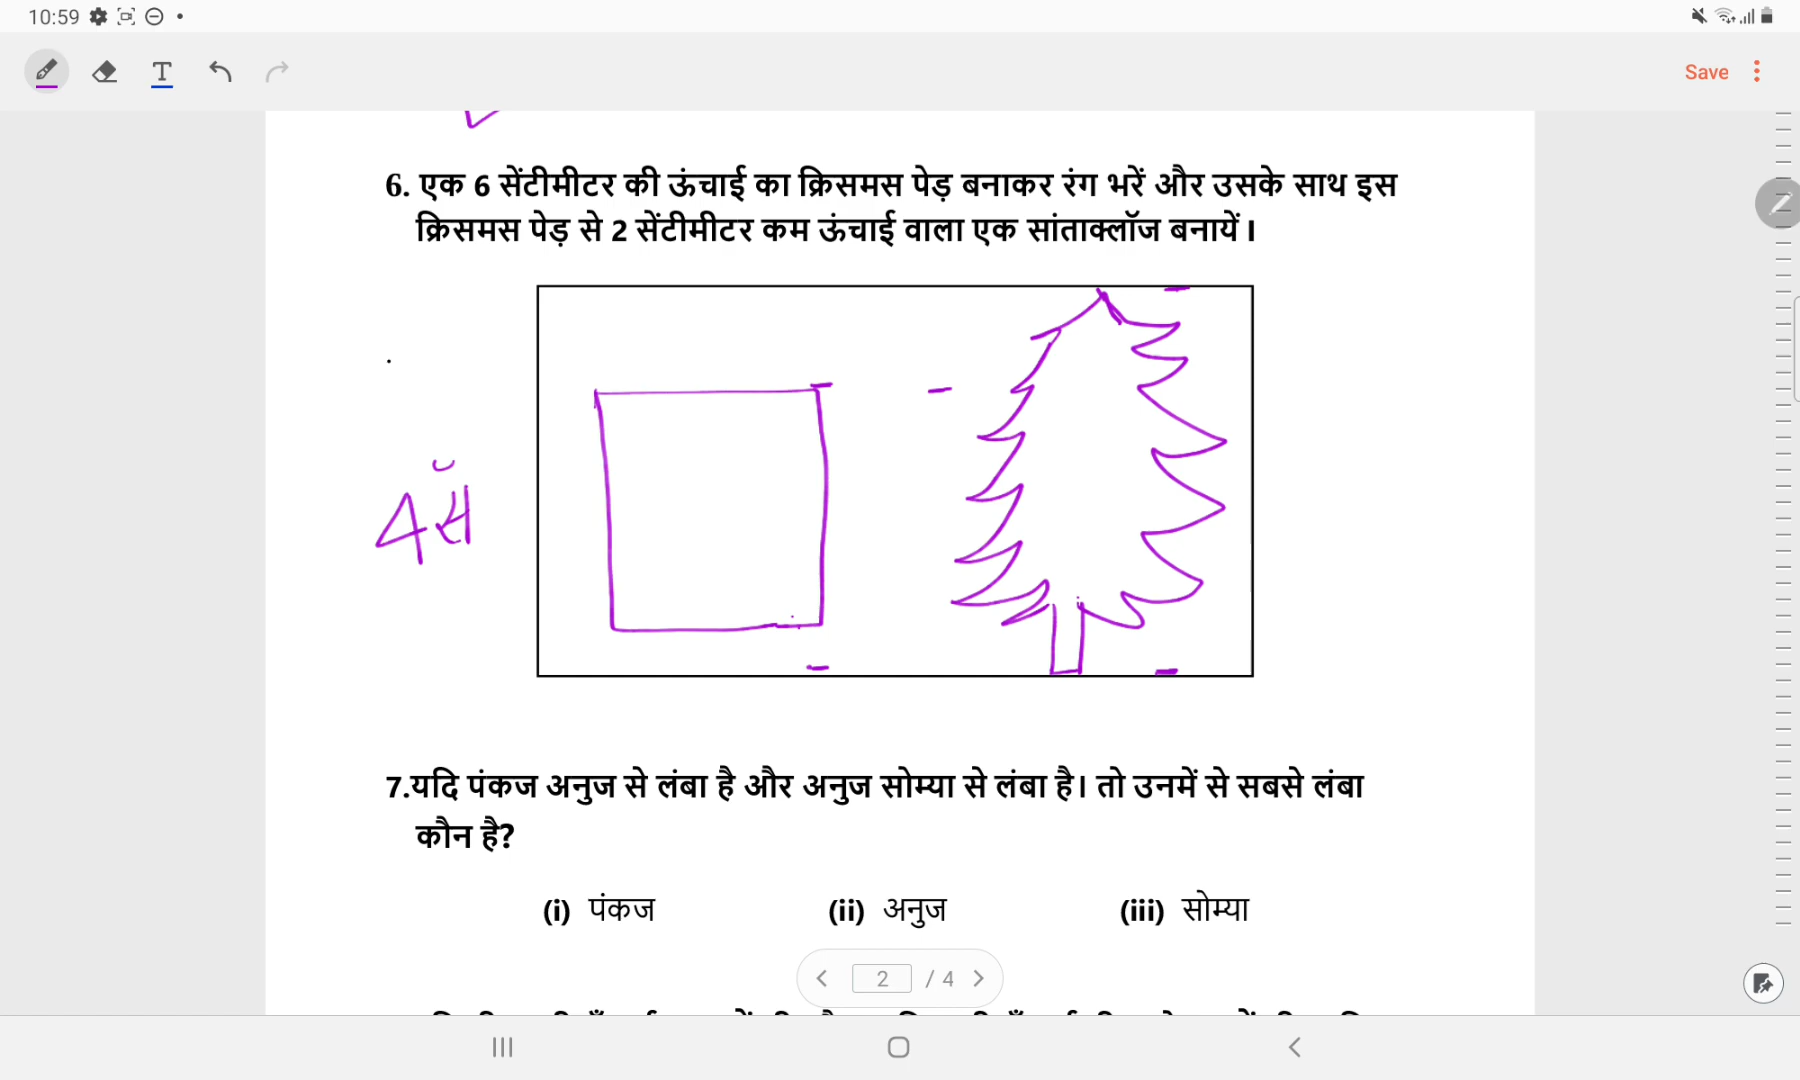 10:59
Save
6. एक 6 सेंटीमीटर की ऊंचाई का क्रिसमस पेड़ बनाकर रंग भरें और उसके साथ इस
क्रिसमस पेड़ से 2 सेंटीमीटर कम ऊंचाई वाला एक सांताक्लॉज बनायें।
4 सें
7.यदि पंकज अनुज से लंबा है और अनुज सोम्या से लंबा है। तो उनमें से सबसे लंबा
कौन है?
(i) पंकज (ii) अनुज (iii) सोम्या
2 / 4